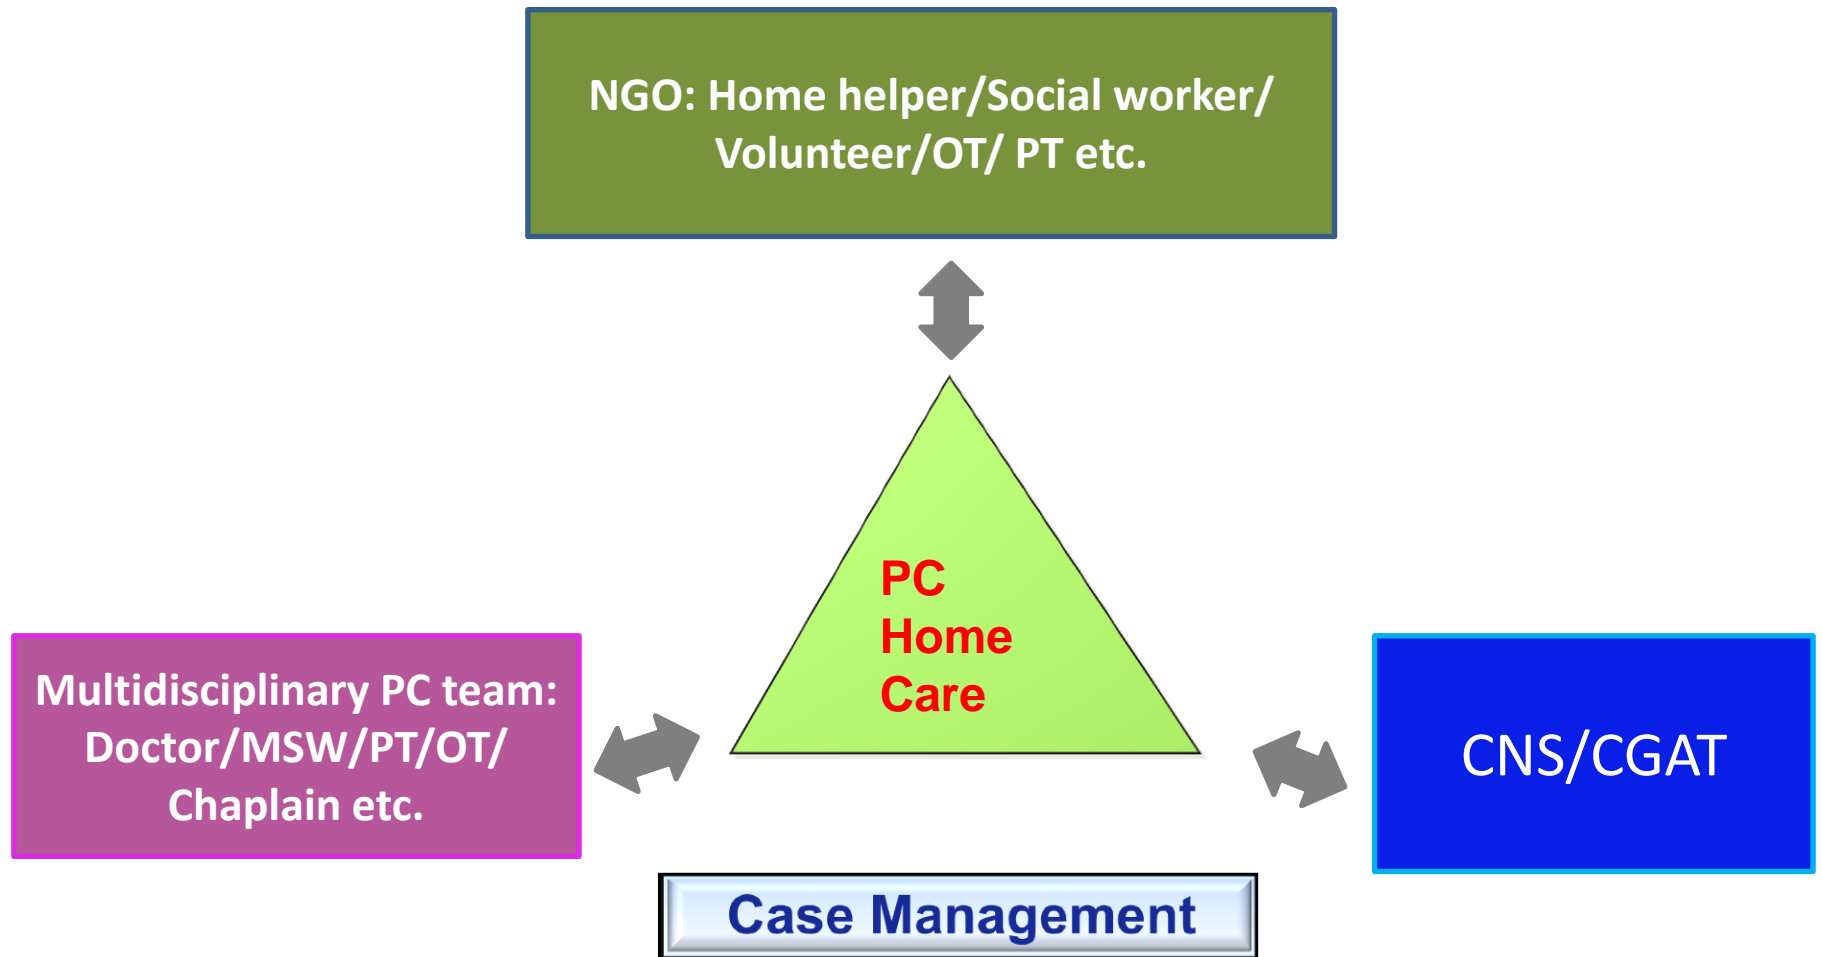 NGO: Home helper/Social worker/
Volunteer/OT/ PT etc.
PC
Home
Care
Multidisciplinary PC team:
Doctor/MSW/PT/OT/
Chaplain etc.
CNS/CGAT
Case Management